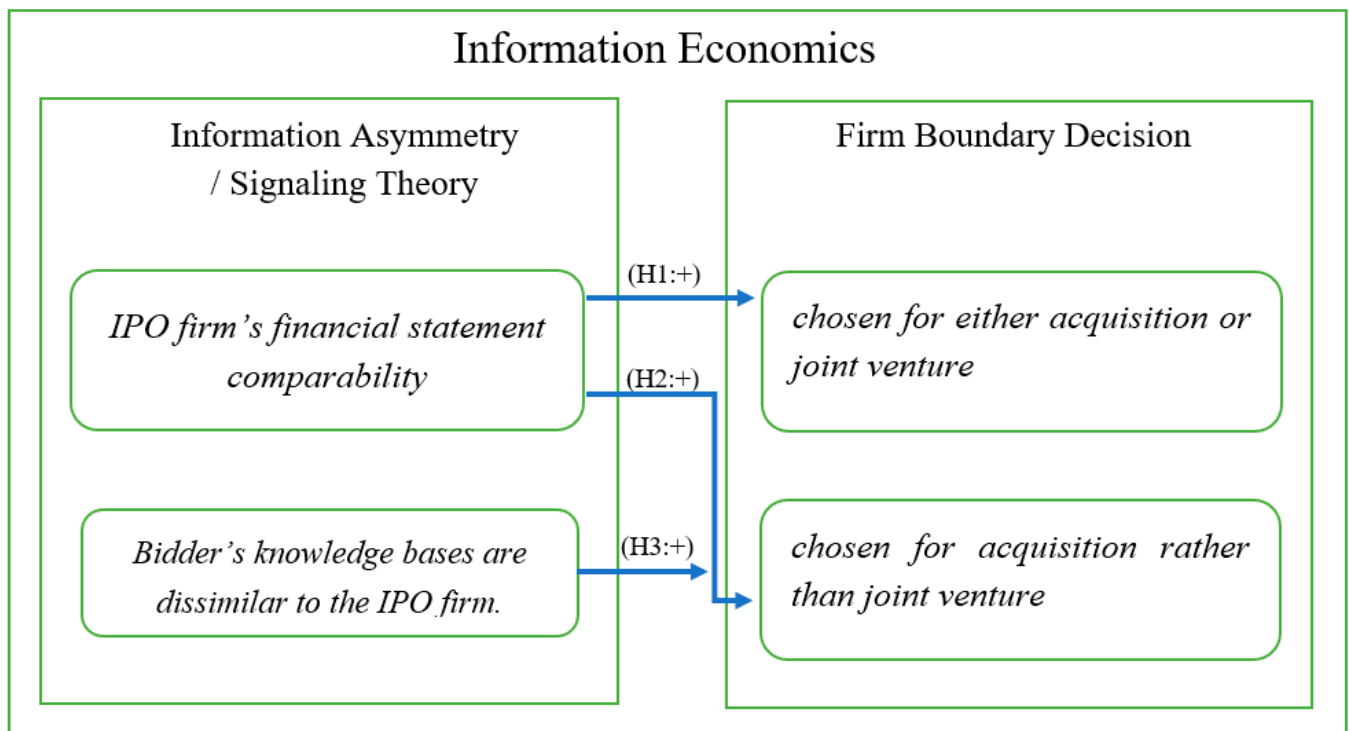 Information Economics
Information Asymmetry
/ Signaling Theory
Firm Boundary Decision
(H1:+)
IPO firm’s financial statement
comparability
chosen for either acquisition or
joint venture
(H2:+)
(H3:+)
Bidder’s knowledge bases are
dissimilar to the IPO firm.
chosen for acquisition rather
than joint venture